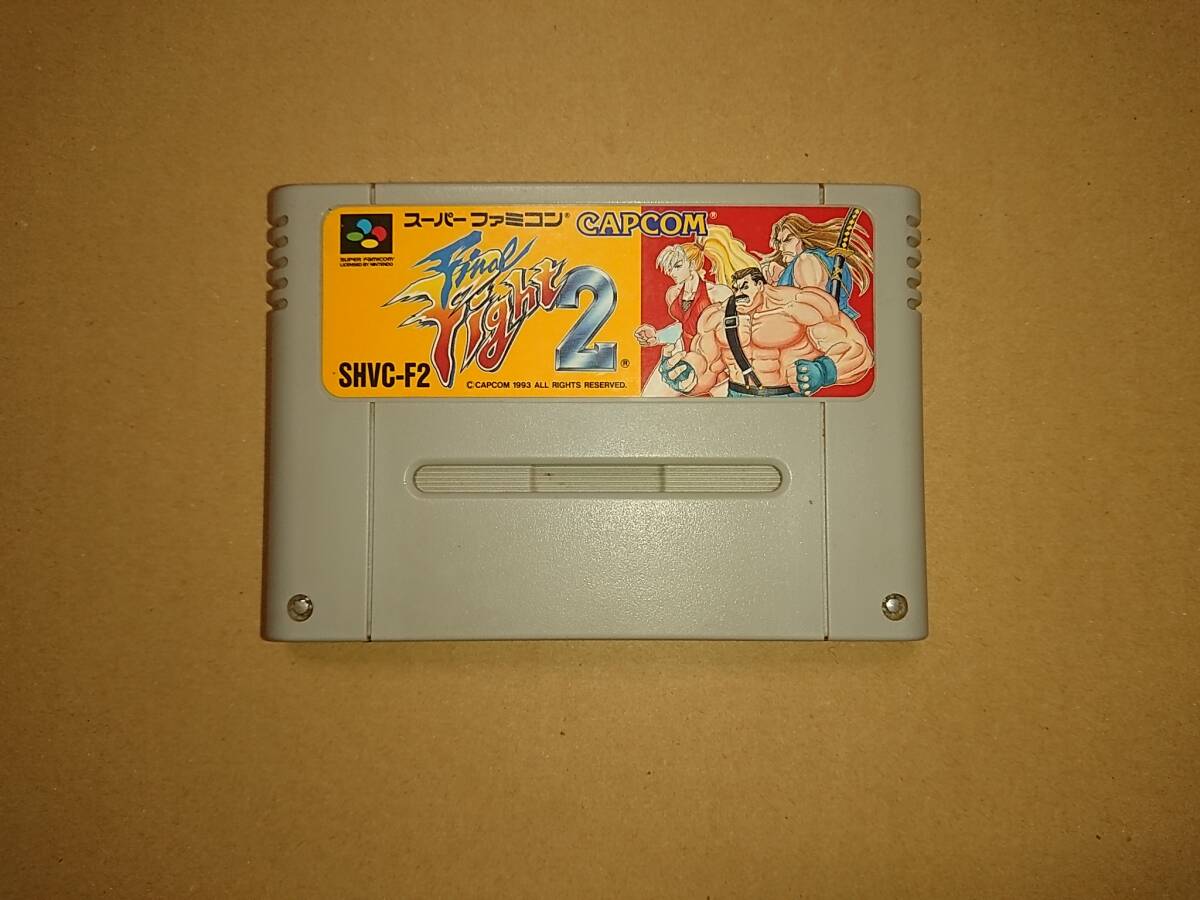 スーパーファミコン® CAPCOM®
SUPER FAMICOM
LICENSED BY NINTENDO
Final
Fight 2®
SHVC-F2
©CAPCOM 1993 ALL RIGHTS RESERVED.